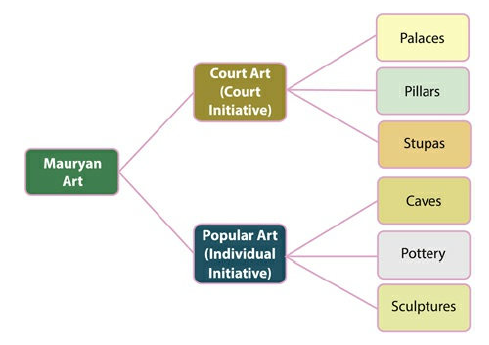 Mauryan
Art
Court Art
(Court
Initiative)
Palaces
Pillars
Stupas
Popular Art
(Individual
Initiative)
Caves
Pottery
Sculptures